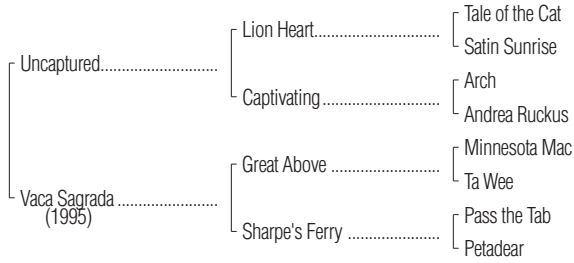 Tale of the Cat
Lion Heart
Satin Sunrise
Uncaptured
Arch
Captivating
Andrea Ruckus
Minnesota Mac
Great Above
Ta Wee
Vaca Sagrada
(1995)
Pass the Tab
Sharpe's Ferry
Petadear